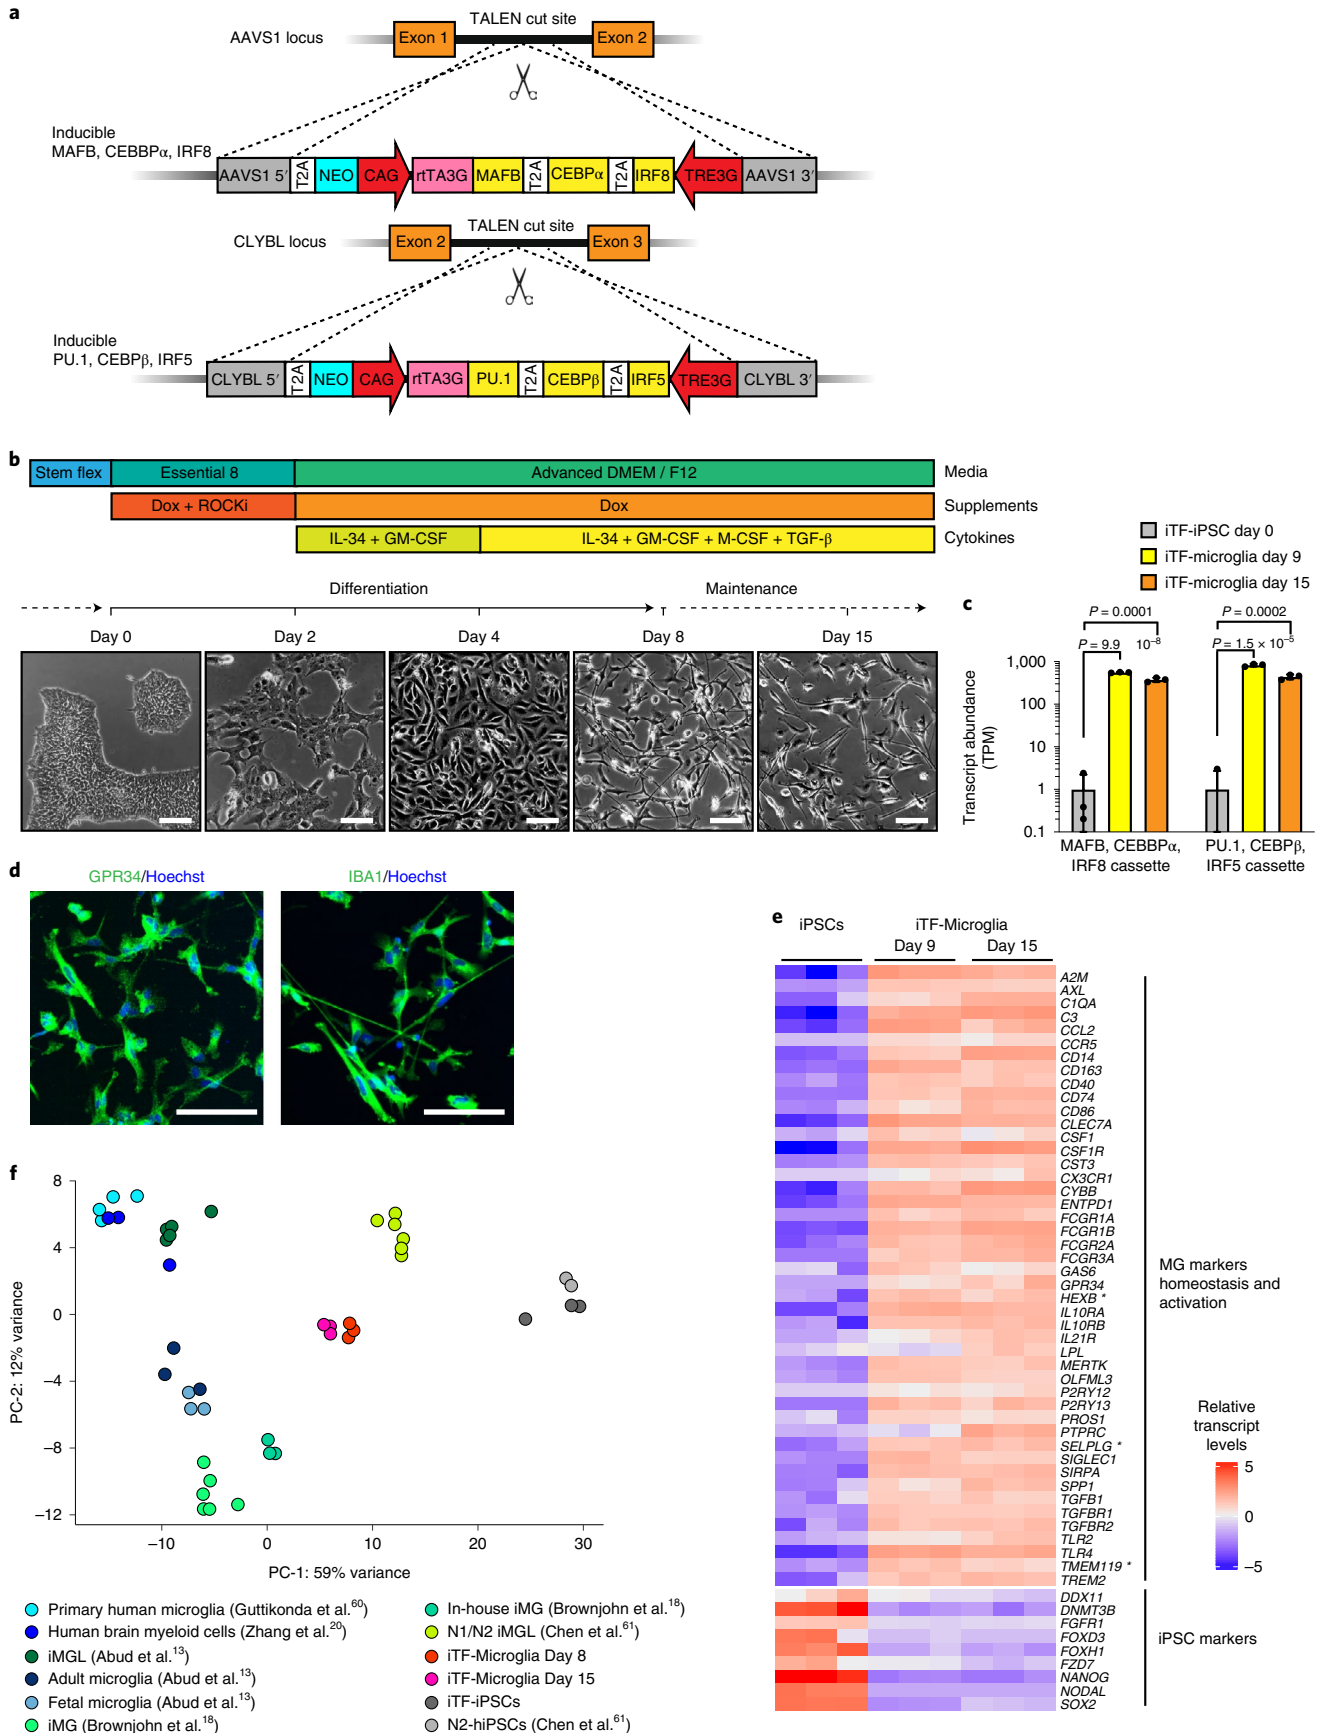 a
TALEN cut site
AAVS1 locus
Exon 1
Exon 2
Inducible
MAFB, CEBBPα, IRF8
AAVS1 5′
T2A
NEO
CAG
rtTA3G
MAFB
T2A
CEBPα
T2A
IRF8
TRE3G
AAVS1 3′
TALEN cut site
CLYBL locus
Exon 2
Exon 3
Inducible
PU.1, CEBPβ, IRF5
CLYBL 5′
T2A
NEO
CAG
rtTA3G
PU.1
T2A
CEBPβ
T2A
IRF5
TRE3G
CLYBL 3′
b
Stem flex
Essential 8
Advanced DMEM / F12
Media
Dox + ROCKi
Dox
Supplements
IL-34 + GM-CSF
IL-34 + GM-CSF + M-CSF + TGF-β
Cytokines
Differentiation
Maintenance
Day 0
Day 2
Day 4
Day 8
Day 15
iTF-iPSC day 0
iTF-microglia day 9
iTF-microglia day 15
c
P = 0.0001
P = 0.0002
P = 9.9
10−8
P = 1.5 × 10−5
1,000
100
10
1
0.1
Transcript abundance
(TPM)
MAFB, CEBBPα,
IRF8 cassette
PU.1, CEBPβ,
IRF5 cassette
d
GPR34/Hoechst
IBA1/Hoechst
e
iPSCs
iTF-Microglia
Day 9
Day 15
A2M
AXL
C1QA
C3
CCL2
CCR5
CD14
CD163
CD40
CD74
CD86
CLEC7A
CSF1
CSF1R
CST3
CX3CR1
CYBB
ENTPD1
FCGR1A
FCGR1B
FCGR2A
FCGR3A
GAS6
GPR34
HEXB *
IL10RA
IL10RB
IL21R
LPL
MERTK
OLFML3
P2RY12
P2RY13
PROS1
PTPRC
SELPLG *
SIGLEC1
SIRPA
SPP1
TGFB1
TGFBR1
TGFBR2
TLR2
TLR4
TMEM119 *
TREM2
DDX11
DNMT3B
FGFR1
FOXD3
FOXH1
FZD7
NANOG
NODAL
SOX2
MG markers
homeostasis and
activation
iPSC markers
Relative
transcript
levels
5
0
−5
f
8
4
0
−4
−8
−12
PC-2: 12% variance
−10
0
10
20
30
PC-1: 59% variance
Primary human microglia (Guttikonda et al.60)
Human brain myeloid cells (Zhang et al.20)
iMGL (Abud et al.13)
Adult microglia (Abud et al.13)
Fetal microglia (Abud et al.13)
iMG (Brownjohn et al.18)
In-house iMG (Brownjohn et al.18)
N1/N2 iMGL (Chen et al.61)
iTF-Microglia Day 8
iTF-Microglia Day 15
iTF-iPSCs
N2-hiPSCs (Chen et al.61)